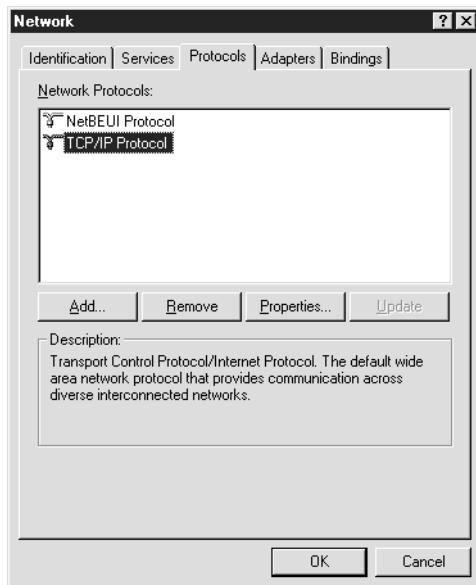 Network
Identification Services Protocols Adapters Bindings
Network Protocols:
NetBEUI Protocol
TCP/IP Protocol
Add... Remove Properties... Update
Description:
Transport Control Protocol/Internet Protocol. The default wide
area network protocol that provides communication across
diverse interconnected networks.
OK Cancel